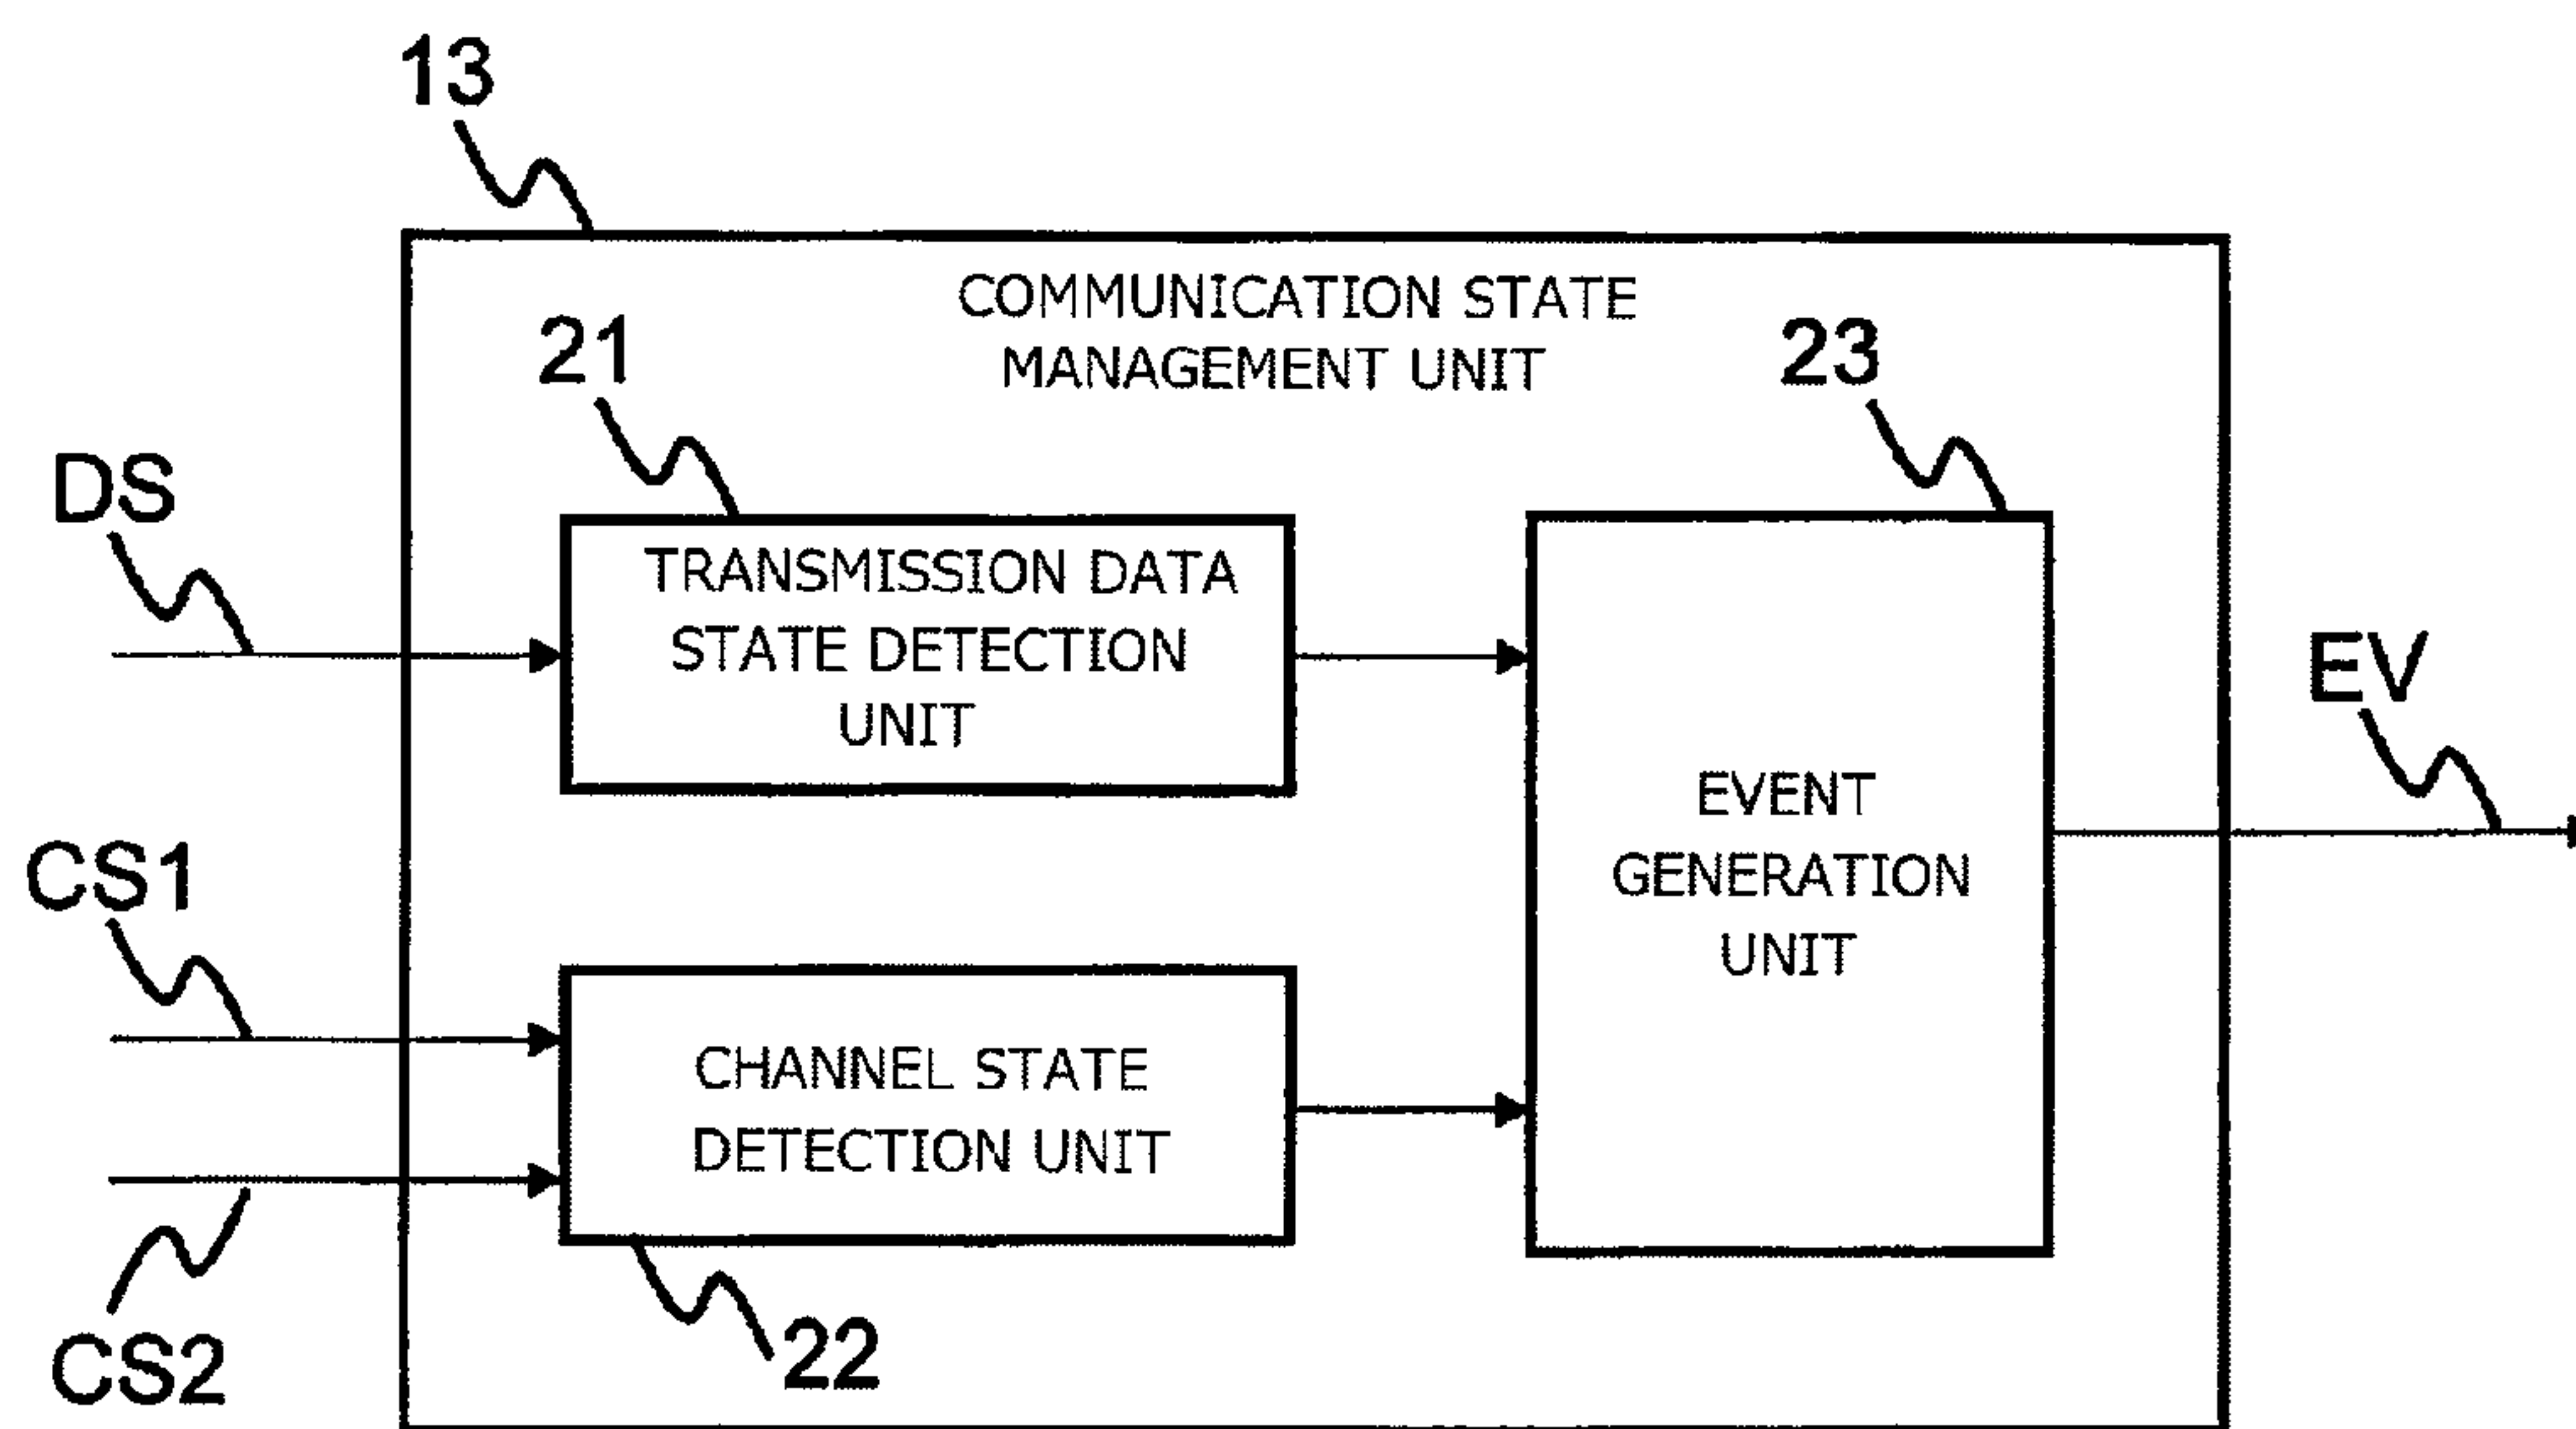 13
COMMUNICATION STATE
MANAGEMENT UNIT
21
23
DS
TRANSMISSION DATA
STATE DETECTION
UNIT
EV
EVENT
GENERATION
UNIT
CS1
CHANNEL STATE
DETECTION UNIT
CS2
22